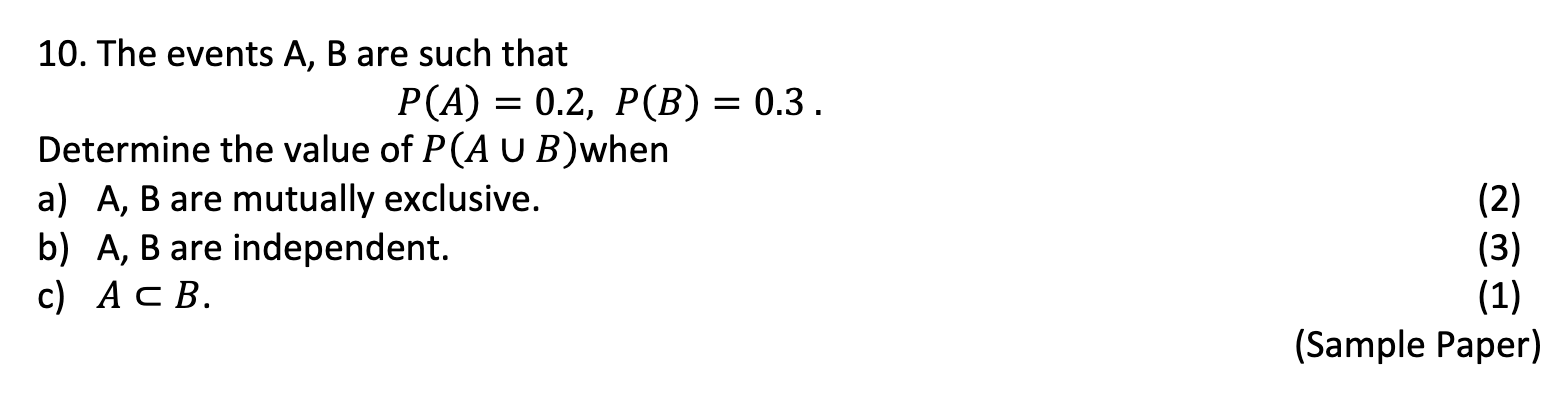 10. The events A, B are such that
P(A) = 0.2, P(B) = 0.3 .
Determine the value of P(A ∪ B)when
a) A, B are mutually exclusive. (2)
b) A, B are independent. (3)
c) A ⊂ B. (1)
(Sample Paper)